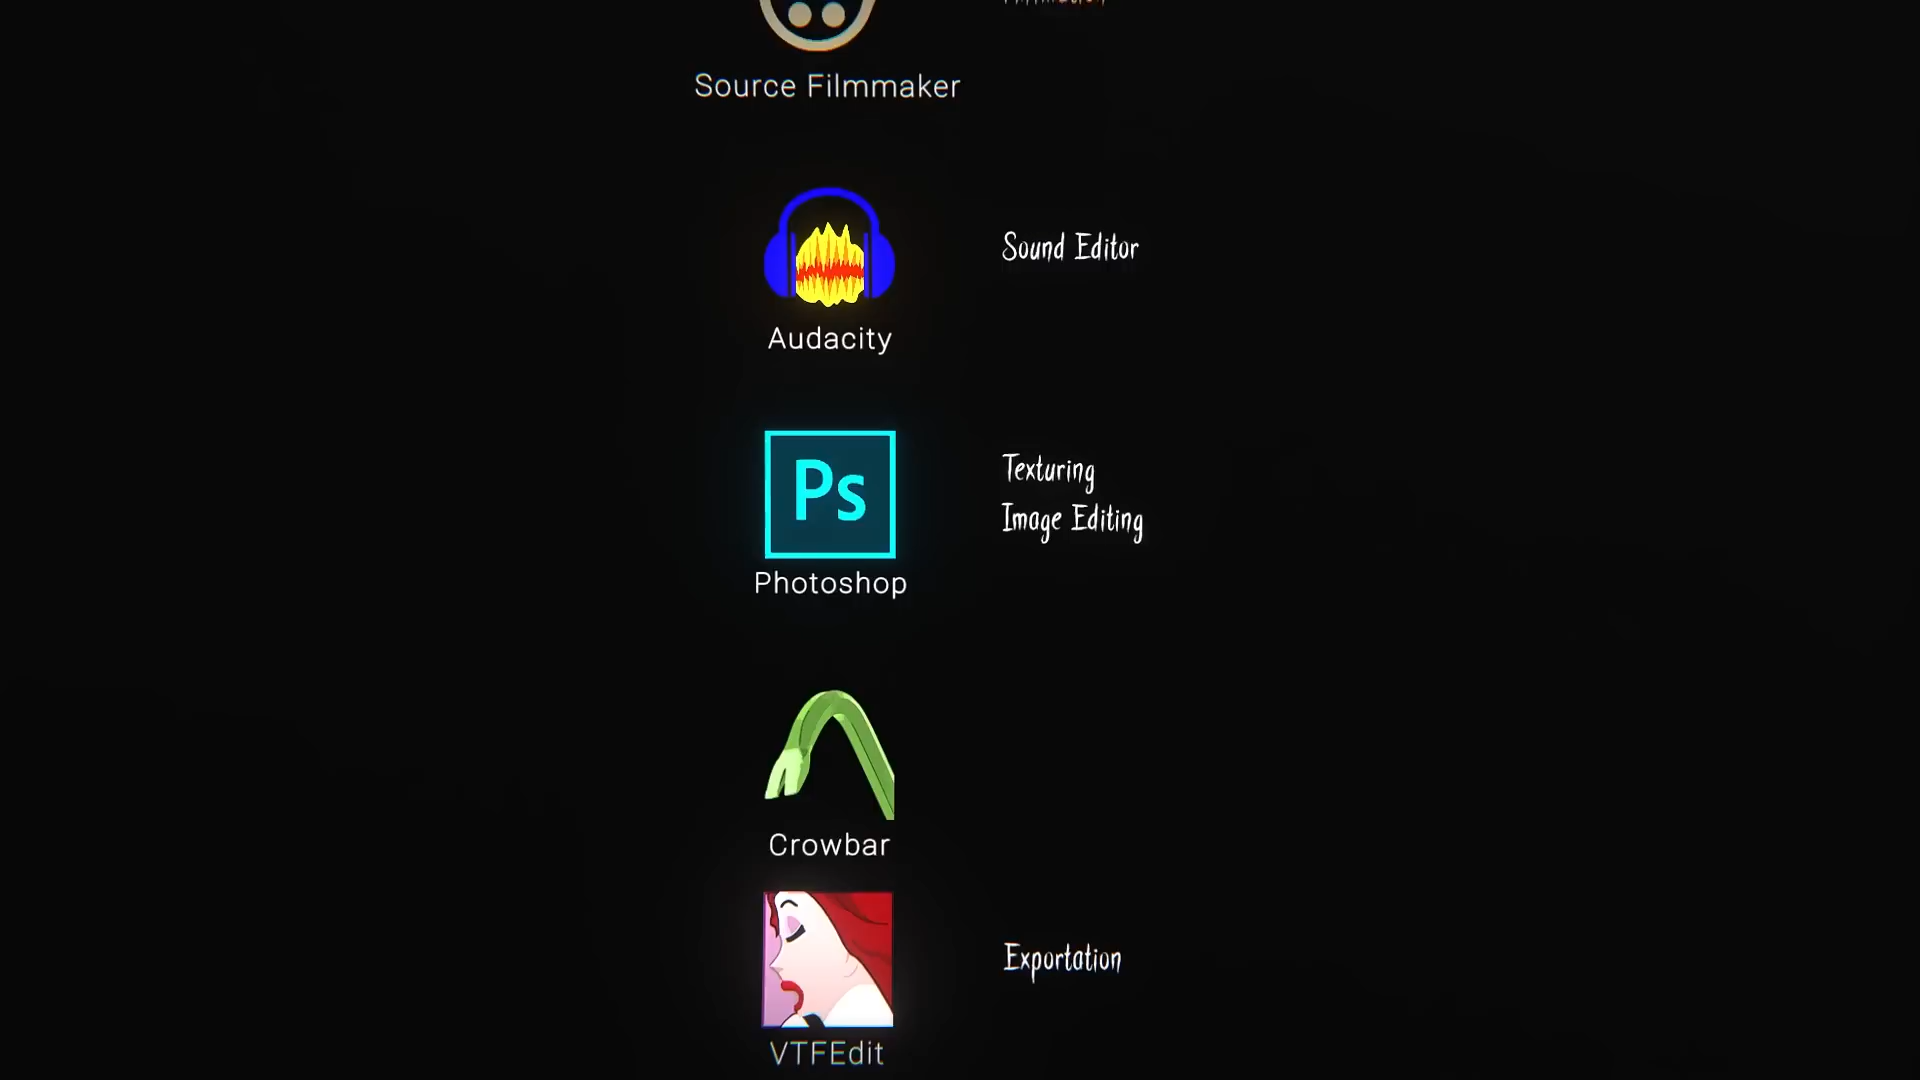 Source Filmmaker
Sound Editor
Audacity
Ps
Texturing
Image Editing
Photoshop
Crowbar
Exportation
VTFEdit